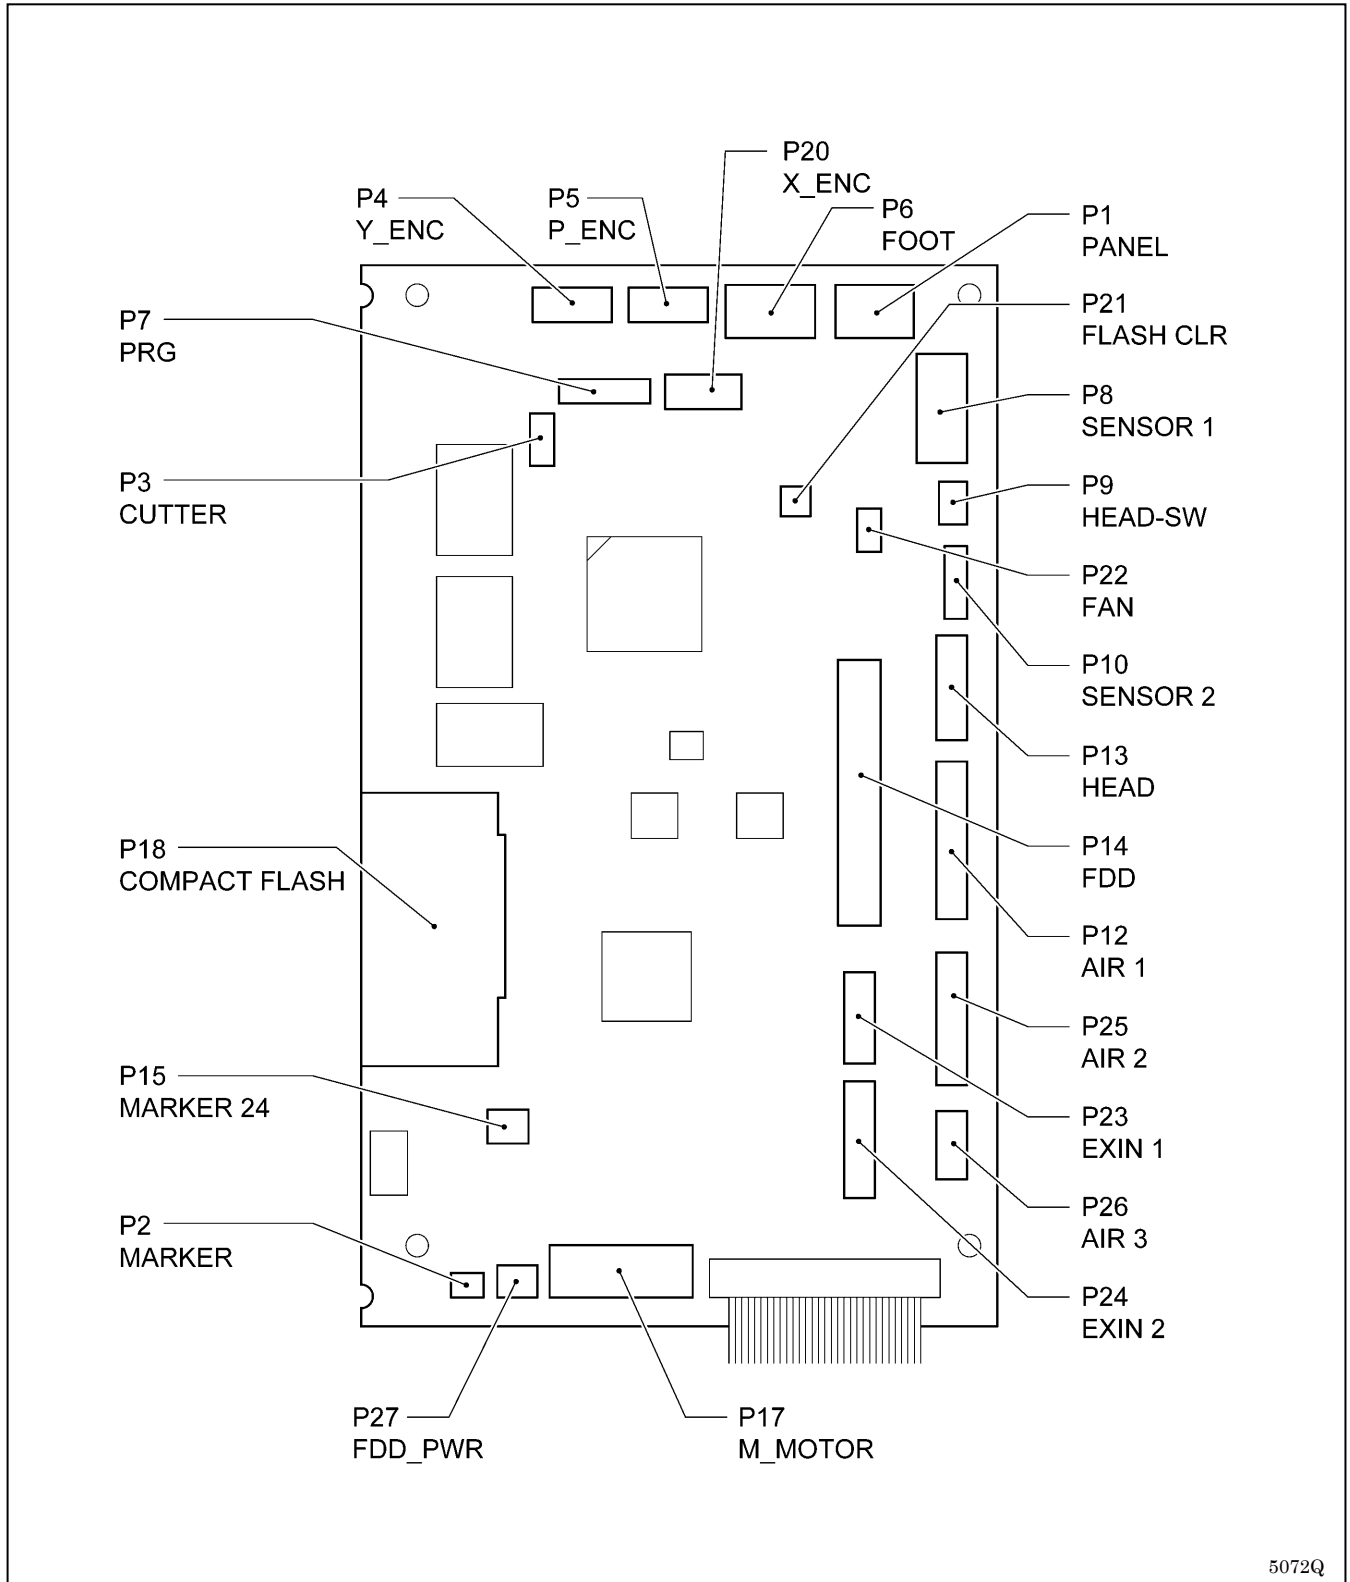 P20
X_ENC
P4
Y_ENC
P5
P_ENC
P6
FOOT
P1
PANEL
P7
PRG
P21
FLASH CLR
P8
SENSOR 1
P3
CUTTER
P9
HEAD-SW
P22
FAN
P10
SENSOR 2
P13
HEAD
P18
COMPACT FLASH
P14
FDD
P12
AIR 1
P25
AIR 2
P15
MARKER 24
P23
EXIN 1
P26
AIR 3
P2
MARKER
P24
EXIN 2
P27
FDD_PWR
P17
M_MOTOR
5072Q